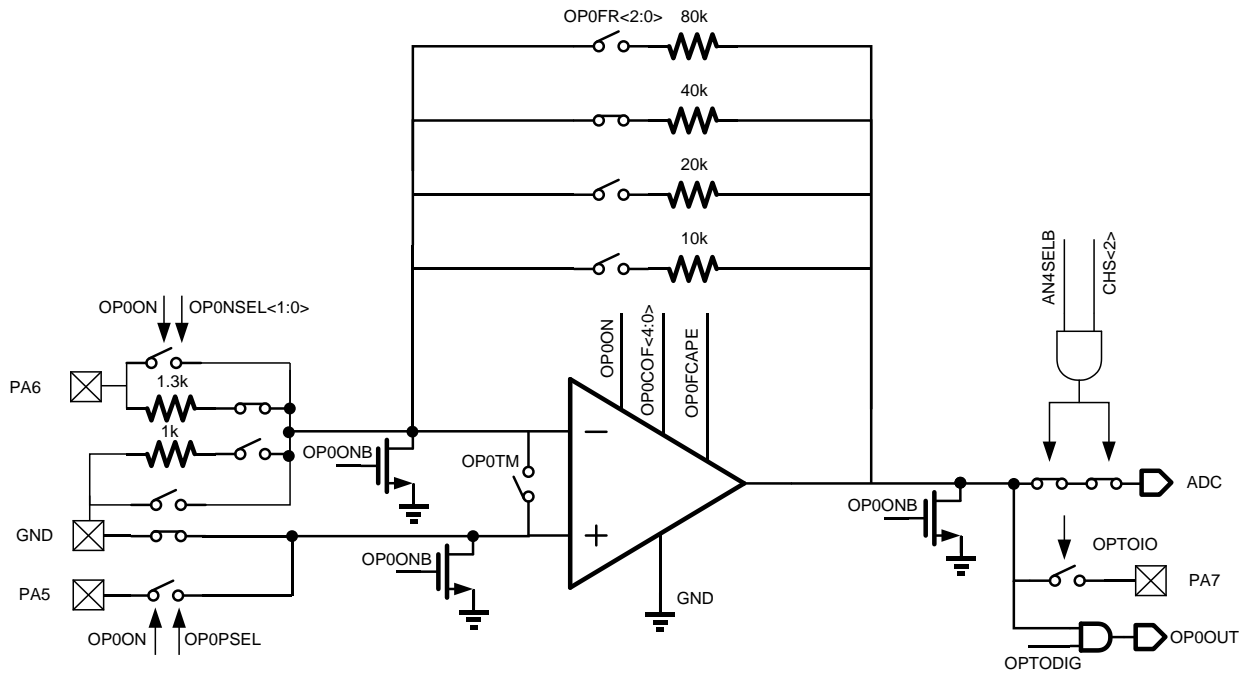 OP0FR<2:0>
80k
40k
20k
10k
AN4SELB
CHS<2>
OP0ON
OP0NSEL<1:0>
OP0ON
OP0COF<4:0>
OP0FCAPE
PA6
1.3k
1k
OP0ONB
OP0TM
−
+
GND
OP0ONB
OP0ONB
ADC
OPTOIO
PA5
PA7
GND
OP0ON
OP0PSEL
OP0OUT
OPTODIG